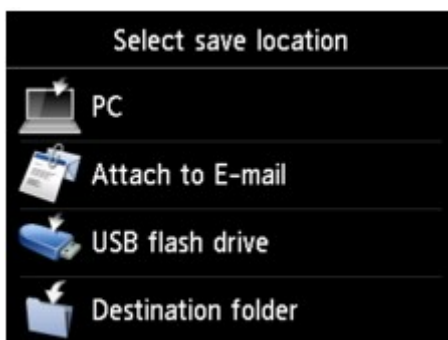 Select save location
PC
Attach to E-mail
USB flash drive
Destination folder